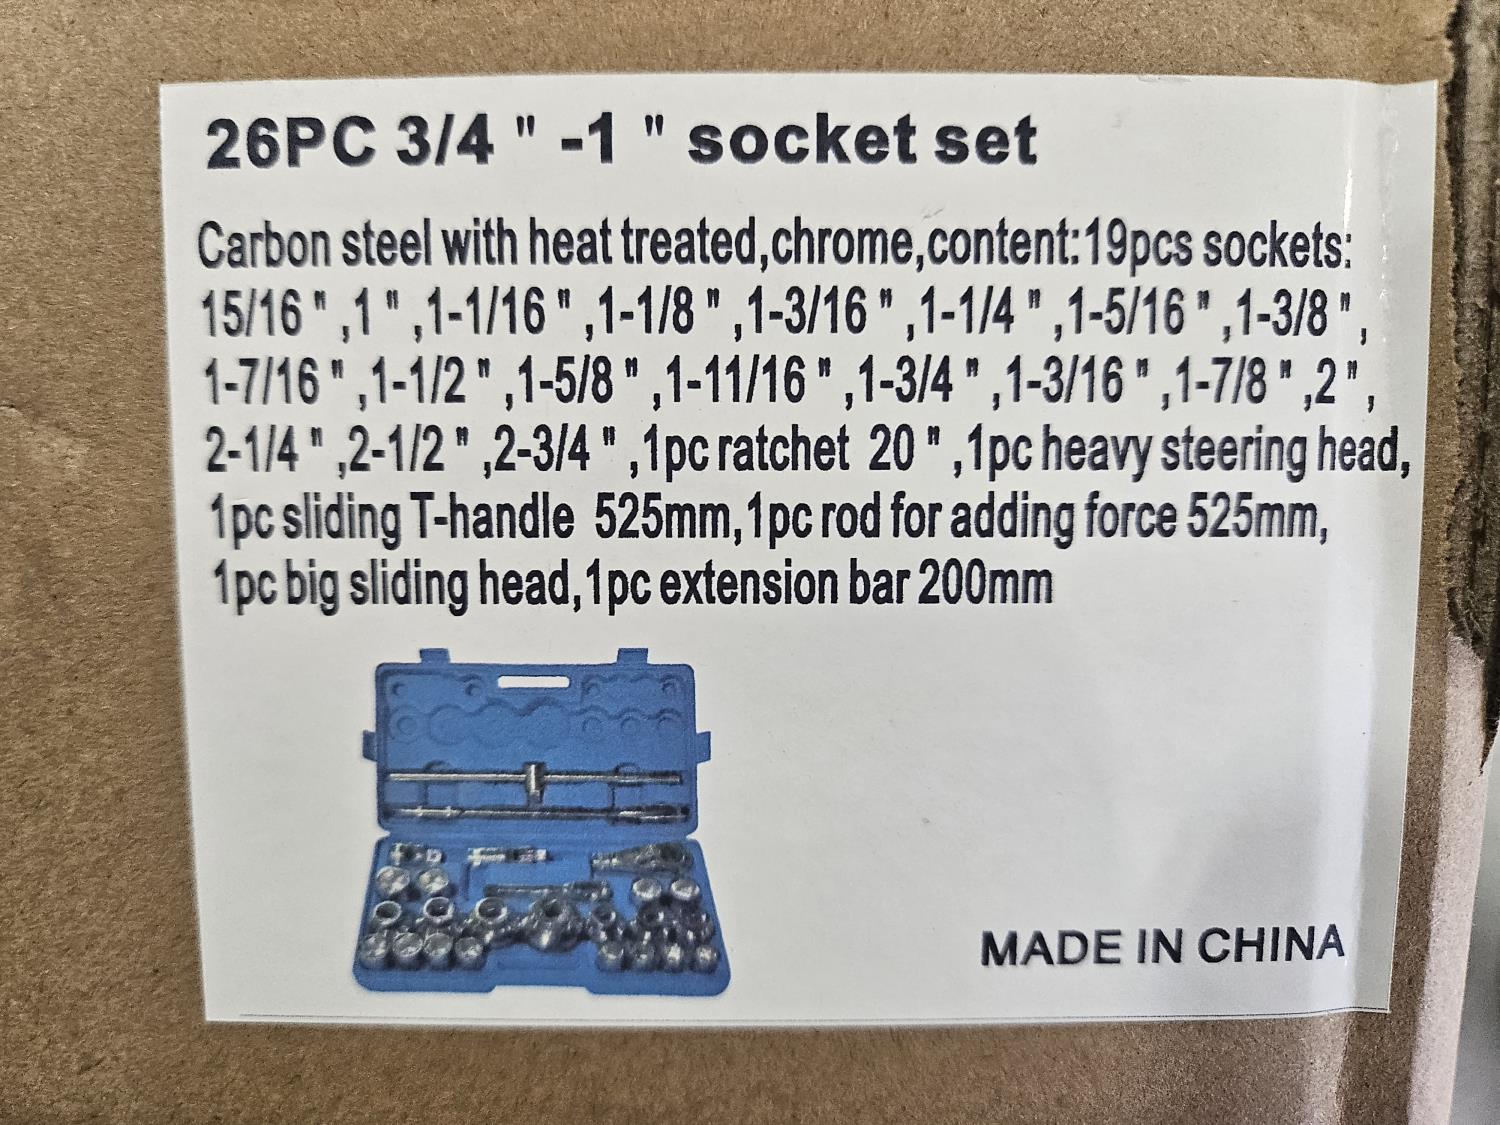 26PC 3/4 " -1 " socket set
Carbon steel with heat treated,chrome,content:19pcs sockets:
15/16 " ,1 " ,1-1/16 " ,1-1/8 " ,1-3/16 " ,1-1/4 " ,1-5/16 " ,1-3/8 " ,
1-7/16 " ,1-1/2 " ,1-5/8 " ,1-11/16 " ,1-3/4 " ,1-3/16 " ,1-7/8 " ,2 " ,
2-1/4 " ,2-1/2 " ,2-3/4 " ,1pc ratchet 20 " ,1pc heavy steering head,
1pc sliding T-handle 525mm,1pc rod for adding force 525mm,
1pc big sliding head,1pc extension bar 200mm
MADE IN CHINA